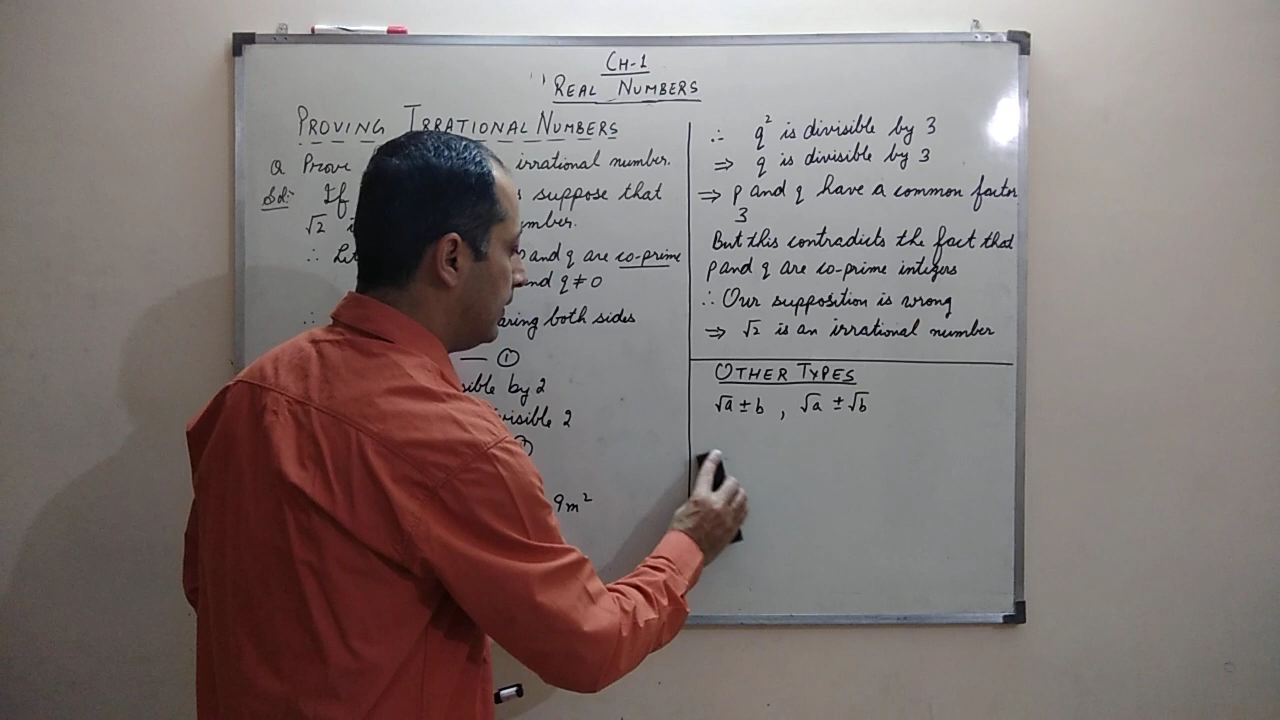 CH-1
REAL NUMBERS
PROVING IRRATIONAL NUMBERS
Q Prove irrational number.
Sol: If suppose that
√2 number.
∴ Let and q are co-prime
and q ≠ 0
∴ both sides
— ①
by 2
divisible 2
9m²
∴ q² is divisible by 3
⇒ q is divisible by 3
⇒ p and q have a common factor
3
But this contradicts the fact that
p and q are co-prime integers
∴ Our supposition is wrong
⇒ √2 is an irrational number
OTHER TYPES
√a ± b , √a ± √b